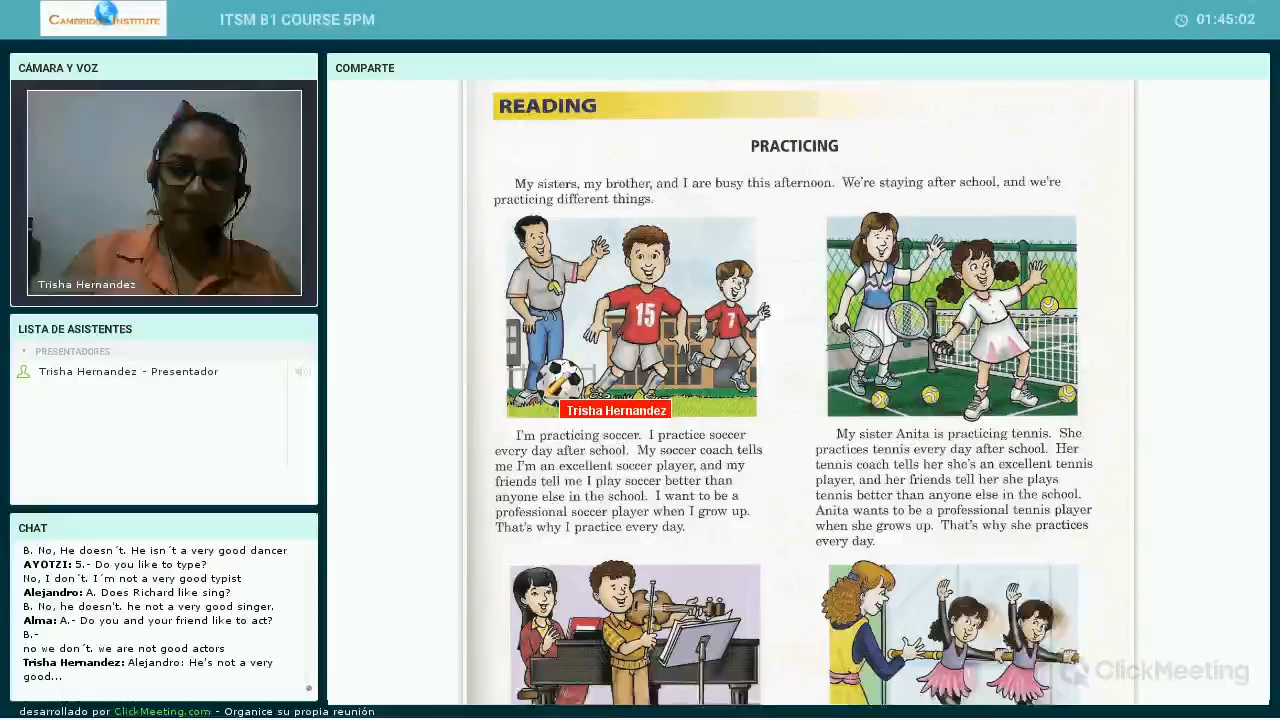 CAMBRIDGE INSTITUTE
ITSM B1 COURSE 5PM
01:45:02
CÁMARA Y VOZ
Trisha Hernandez
LISTA DE ASISTENTES
PRESENTADORES
Trisha Hernandez - Presentador
CHAT
B. No, He doesn´t. He isn´t a very good dancer
AYOTZI: 5.- Do you like to type?
No, I don´t. I´m not a very good typist
Alejandro: A. Does Richard like sing?
B. No, he doesn't. he not a very good singer.
Alma: A.- Do you and your friend like to act?
B.-
no we don´t. we are not good actors
Trisha Hernandez: Alejandro: He's not a very
good...
COMPARTE
READING
PRACTICING
My sisters, my brother, and I are busy this afternoon. We're staying after school, and we're
practicing different things.
15
7
Trisha Hernandez
I'm practicing soccer. I practice soccer
every day after school. My soccer coach tells
me I'm an excellent soccer player, and my
friends tell me I play soccer better than
anyone else in the school. I want to be a
professional soccer player when I grow up.
That's why I practice every day.
My sister Anita is practicing tennis. She
practices tennis every day after school. Her
tennis coach tells her she's an excellent tennis
player, and her friends tell her she plays
tennis better than anyone else in the school.
Anita wants to be a professional tennis player
when she grows up. That's why she practices
every day.
ClickMeeting
desarrollado por ClickMeeting.com - Organice su propia reunión